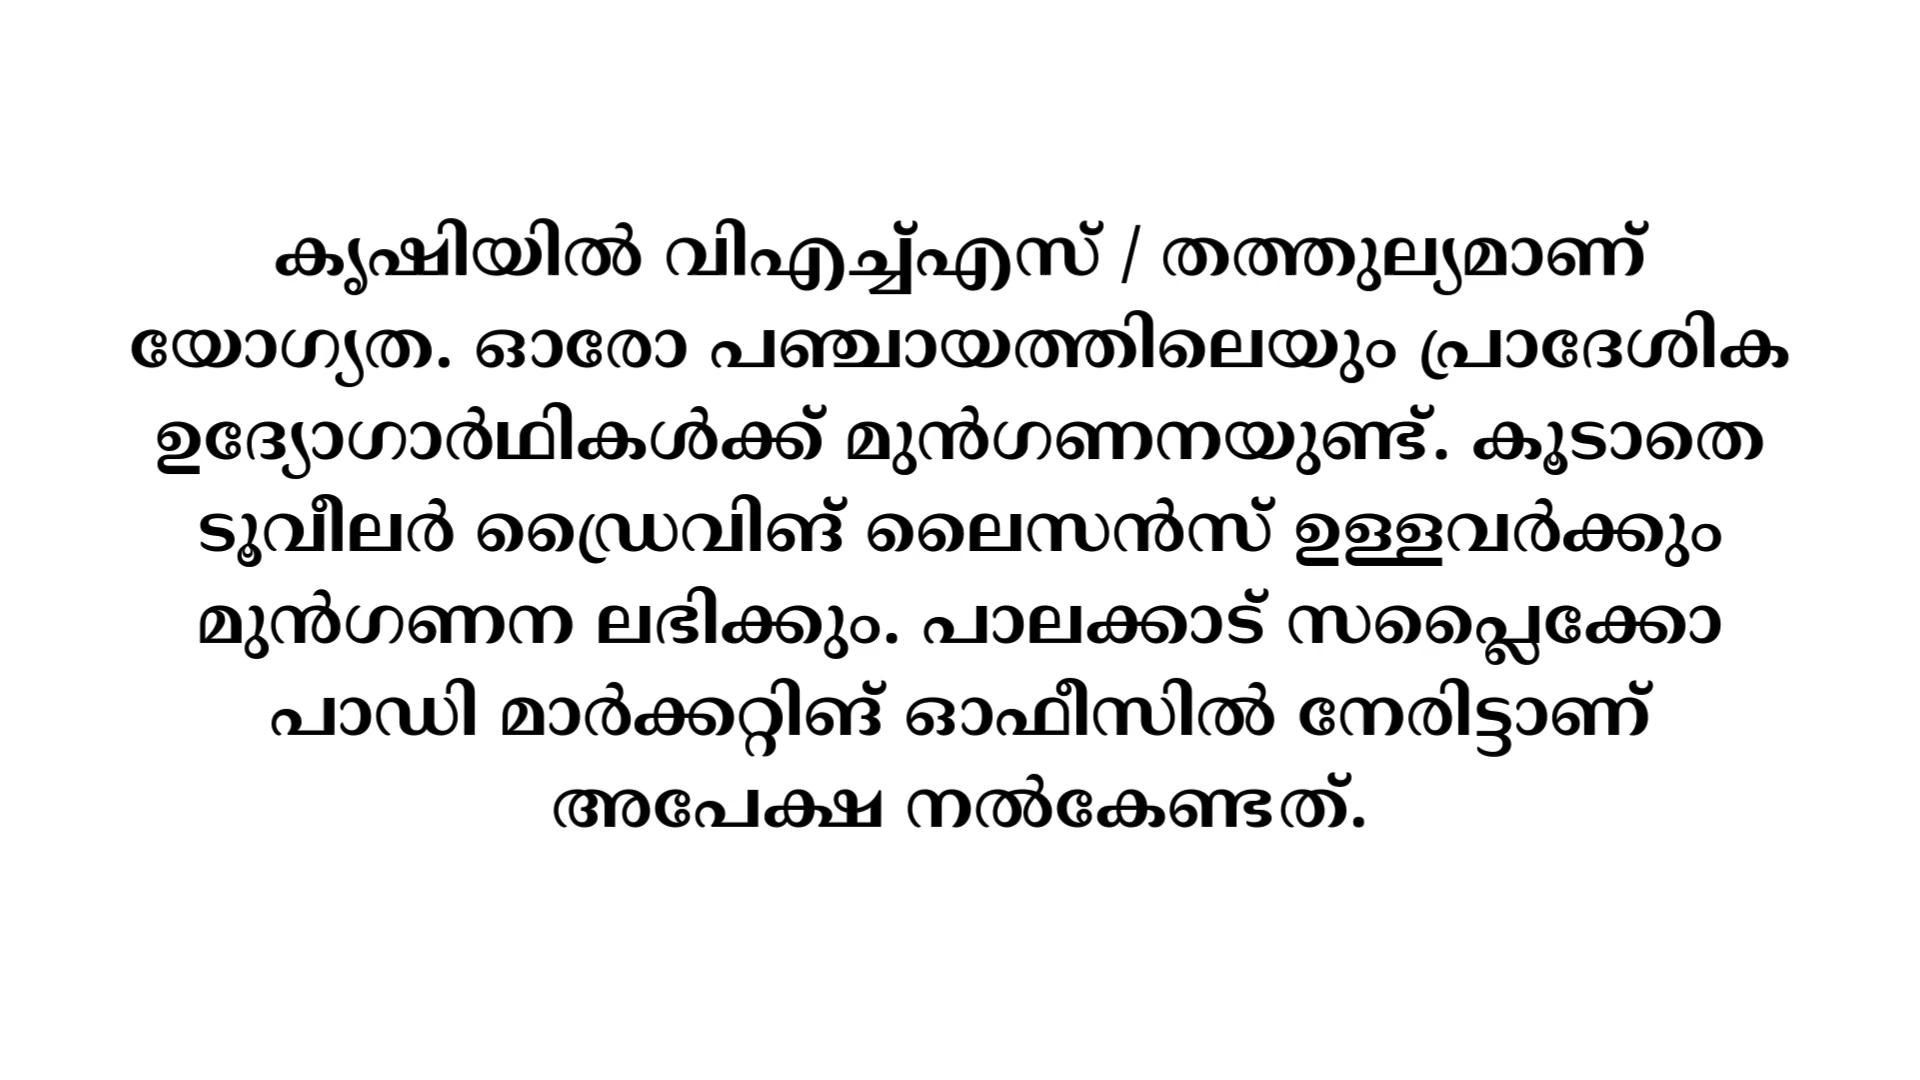 കൃഷിയിൽ വിഎച്ച്എസ് / തത്തുല്യമാണ്
യോഗ്യത. ഓരോ പഞ്ചായത്തിലെയും പ്രാദേശിക
ഉദ്യോഗാർഥികൾക്ക് മുൻഗണനയുണ്ട്. കൂടാതെ
ടൂവീലർ ഡ്രൈവിങ് ലൈസൻസ് ഉള്ളവർക്കും
മുൻഗണന ലഭിക്കും. പാലക്കാട് സപ്ലൈക്കോ
പാഡി മാർക്കറ്റിങ് ഓഫീസിൽ നേരിട്ടാണ്
അപേക്ഷ നൽകേണ്ടത്.